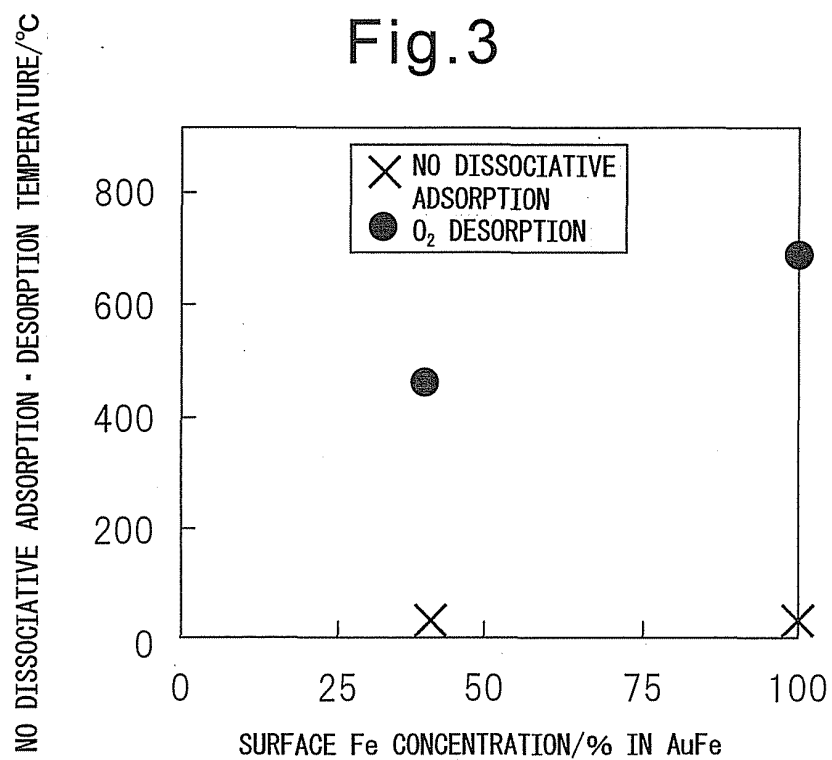 Fig.3
NO DISSOCIATIVE ADSORPTION・DESORPTION TEMPERATURE/℃
NO DISSOCIATIVE
ADSORPTION
O₂ DESORPTION
800
600
400
200
0
0 25 50 75 100
SURFACE Fe CONCENTRATION/% IN AuFe